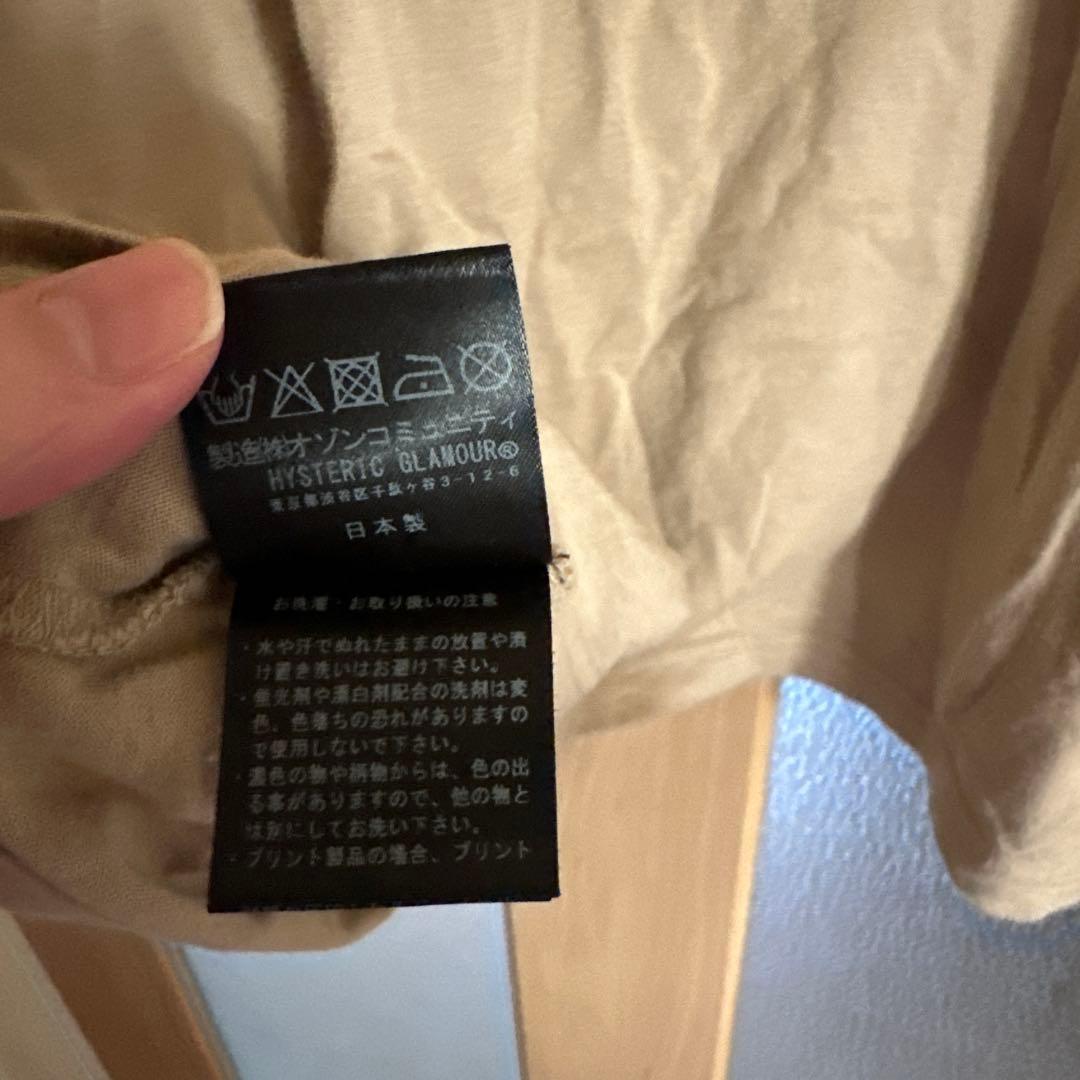 製造㈱オゾンコミュニティ
HYSTERIC GLAMOUR®
東京都渋谷区千駄ケ谷3-12-6
日本製
お洗濯・お取り扱いの注意
・水や汗でぬれたままの放置や漬
け置き洗いはお避け下さい。
・蛍光剤や漂白剤配合の洗剤は変
色、色落ちの恐れがありますの
で使用しないで下さい。
・濃色の物や柄物からは、色の出
る事がありますので、他の物と
は別にしてお洗い下さい。
・プリント製品の場合、プリント